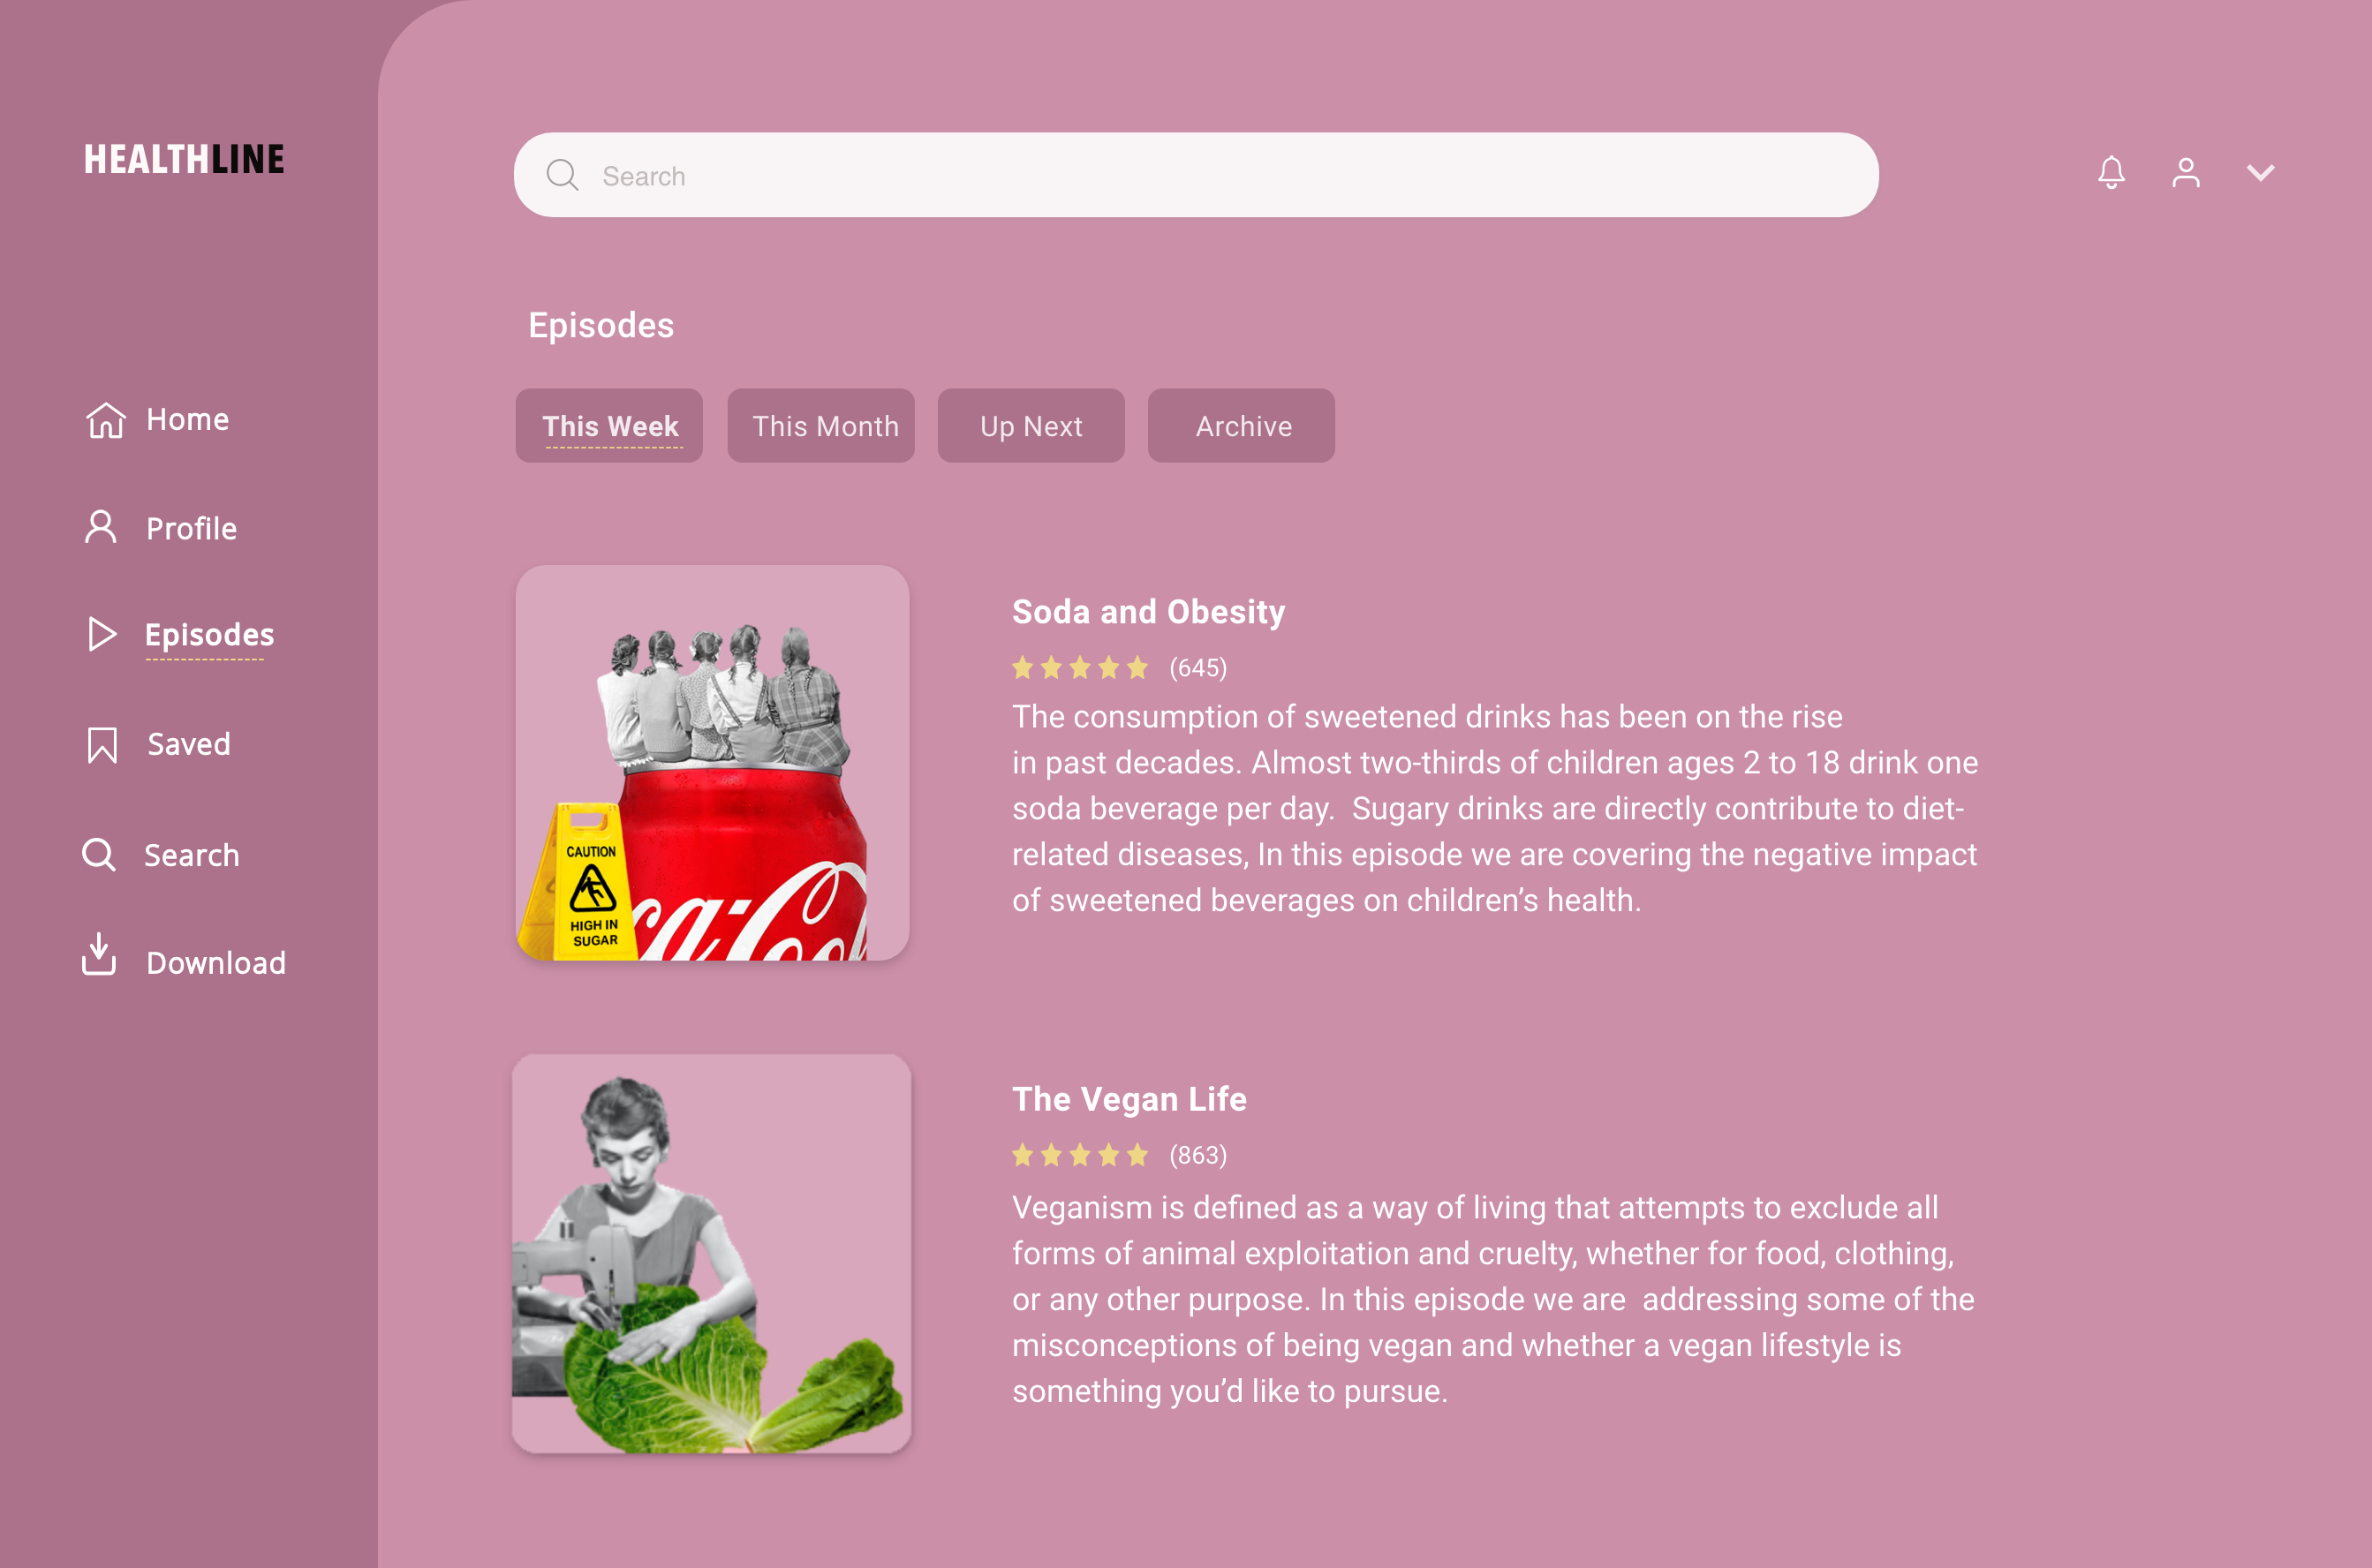 HEALTHLINE
Search
Home
Profile
Episodes
Saved
Search
Download
Episodes
This Week
This Month
Up Next
Archive
Soda and Obesity
(645)
The consumption of sweetened drinks has been on the rise
in past decades. Almost two-thirds of children ages 2 to 18 drink one
soda beverage per day.  Sugary drinks are directly contribute to diet-
related diseases, In this episode we are covering the negative impact
of sweetened beverages on children’s health.
CAUTION
HIGH IN
SUGAR
ca-Col
The Vegan Life
(863)
Veganism is defined as a way of living that attempts to exclude all
forms of animal exploitation and cruelty, whether for food, clothing,
or any other purpose. In this episode we are  addressing some of the
misconceptions of being vegan and whether a vegan lifestyle is
something you’d like to pursue.